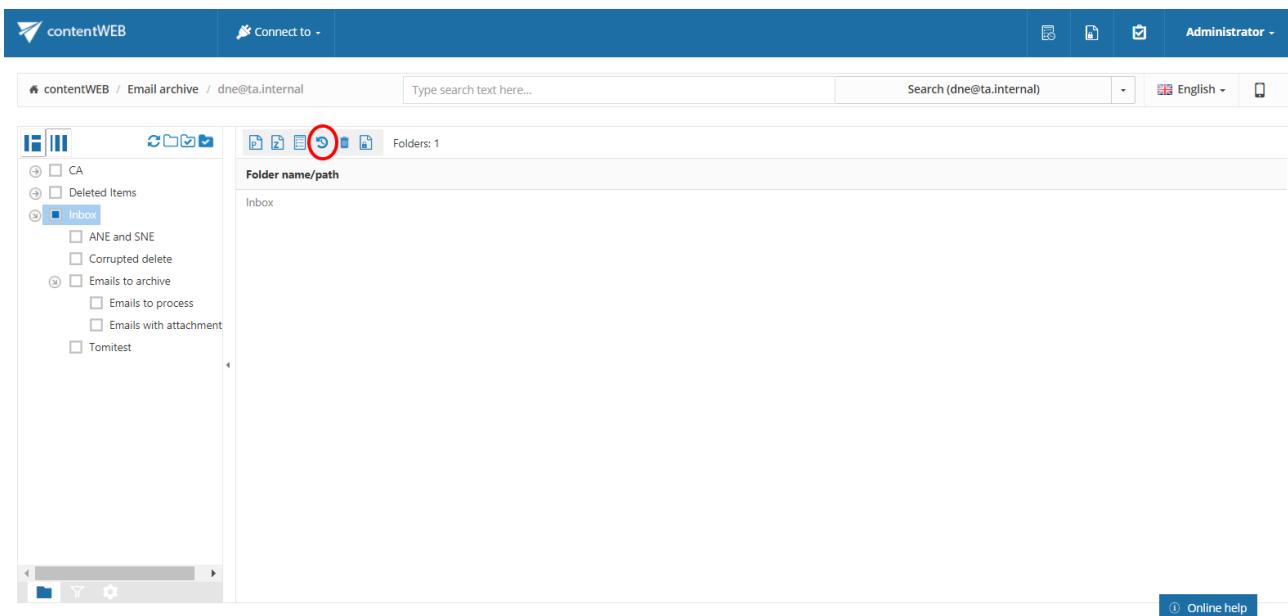 contentWEB
Connect to
Administrator
contentWEB / Email archive / dne@ta.internal
Type search text here...
Search (dne@ta.internal)
English
Folders: 1
CA
Deleted Items
Inbox
ANE and SNE
Corrupted delete
Emails to archive
Emails to process
Emails with attachment
Tomitest
Folder name/path
Inbox
Online help